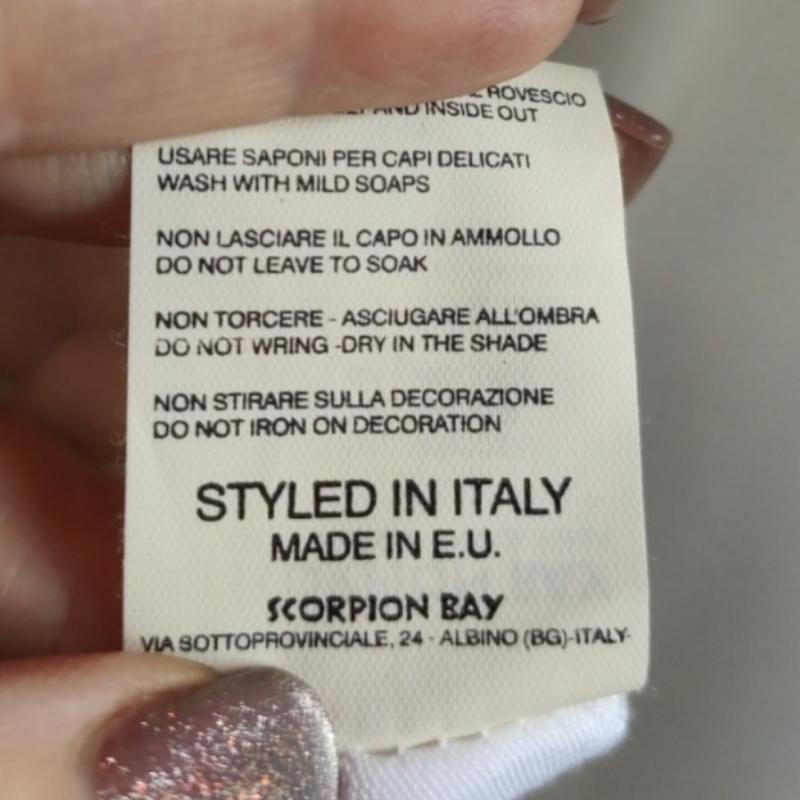 ROVESCIO
AND INSIDE OUT
USARE SAPONI PER CAPI DELICATI
WASH WITH MILD SOAPS
NON LASCIARE IL CAPO IN AMMOLLO
DO NOT LEAVE TO SOAK
NON TORCERE - ASCIUGARE ALL'OMBRA
DO NOT WRING -DRY IN THE SHADE
NON STIRARE SULLA DECORAZIONE
DO NOT IRON ON DECORATION
STYLED IN ITALY
MADE IN E.U.
SCORPION BAY
VIA SOTTOPROVINCIALE, 24 - ALBINO (BG)-ITALY-